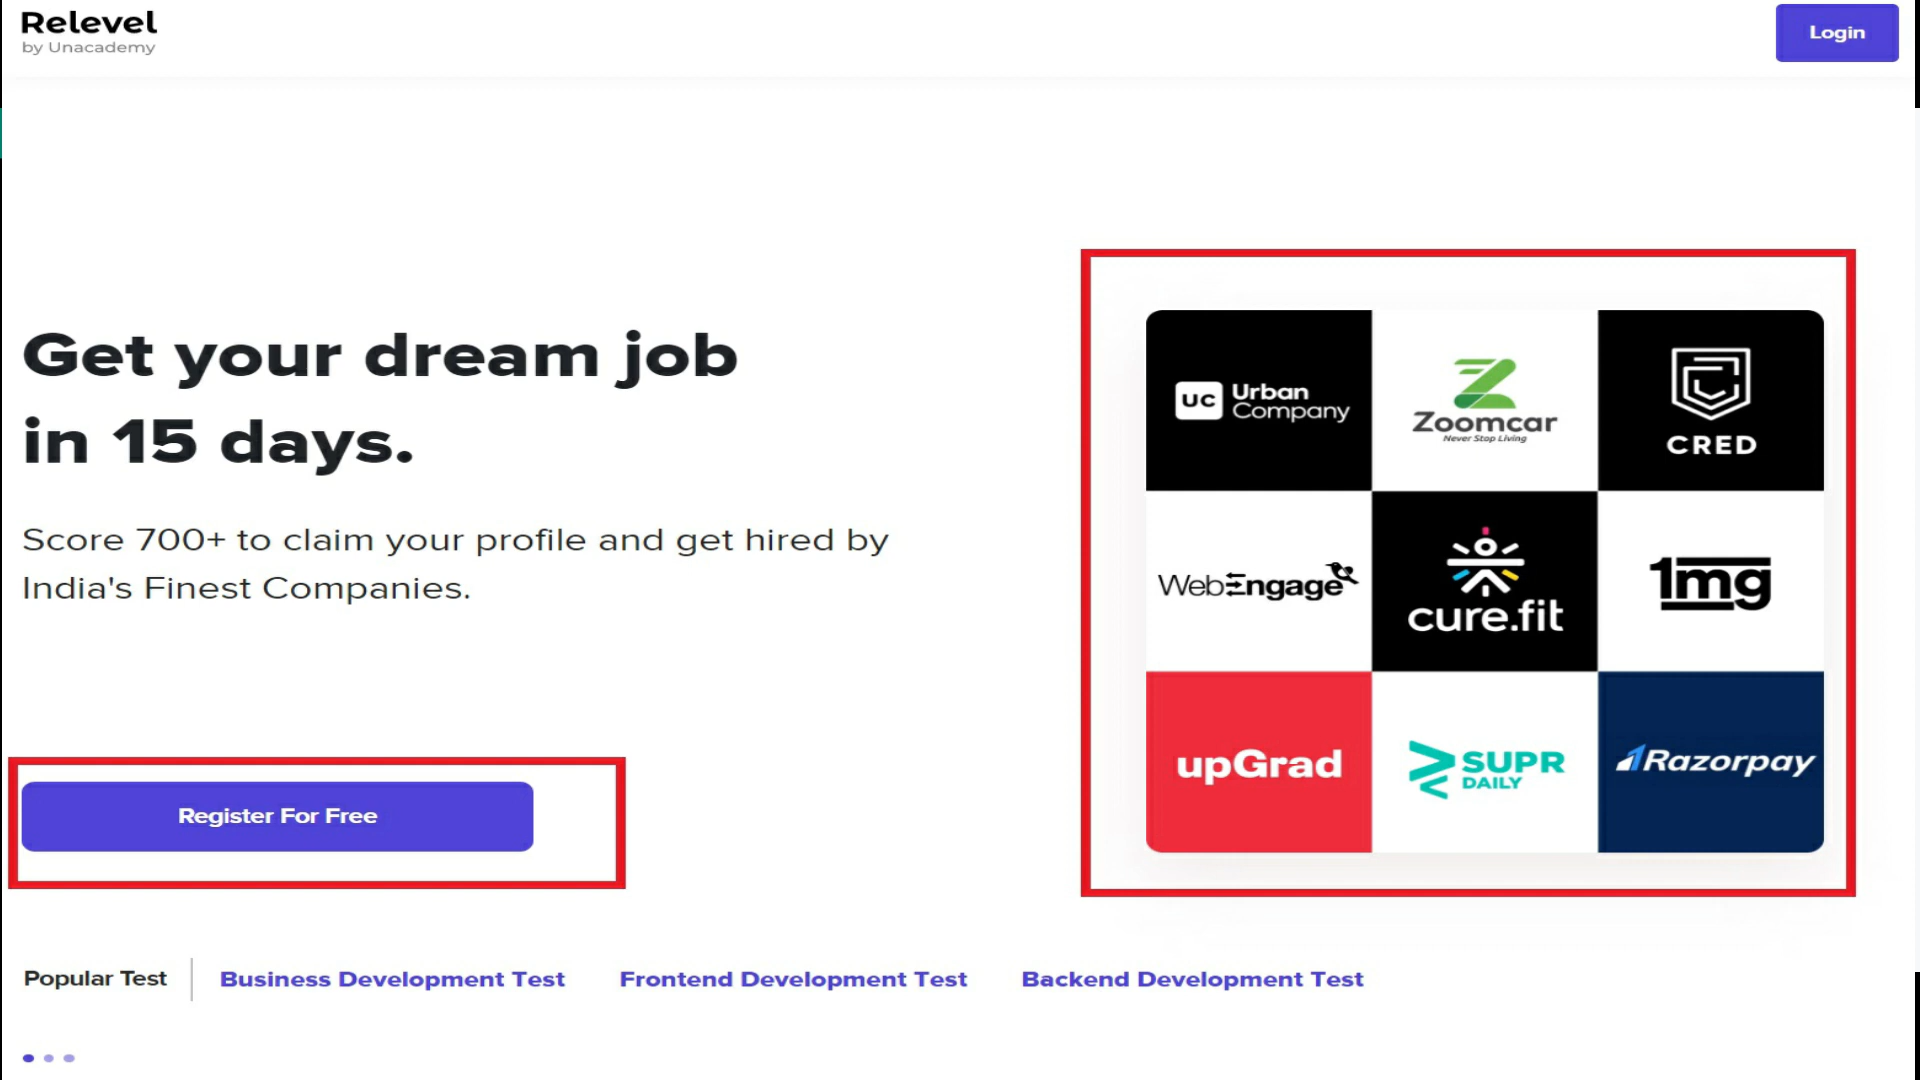 Relevel
by Unacademy
Login
Get your dream job
in 15 days.
Score 700+ to claim your profile and get hired by
India's Finest Companies.
Register For Free
UC Urban
Company
Zoomcar
Never Stop Living
CRED
WebEngage
cure.fit
1mg
upGrad
SUPR
DAILY
Razorpay
Popular Test
Business Development Test
Frontend Development Test
Backend Development Test